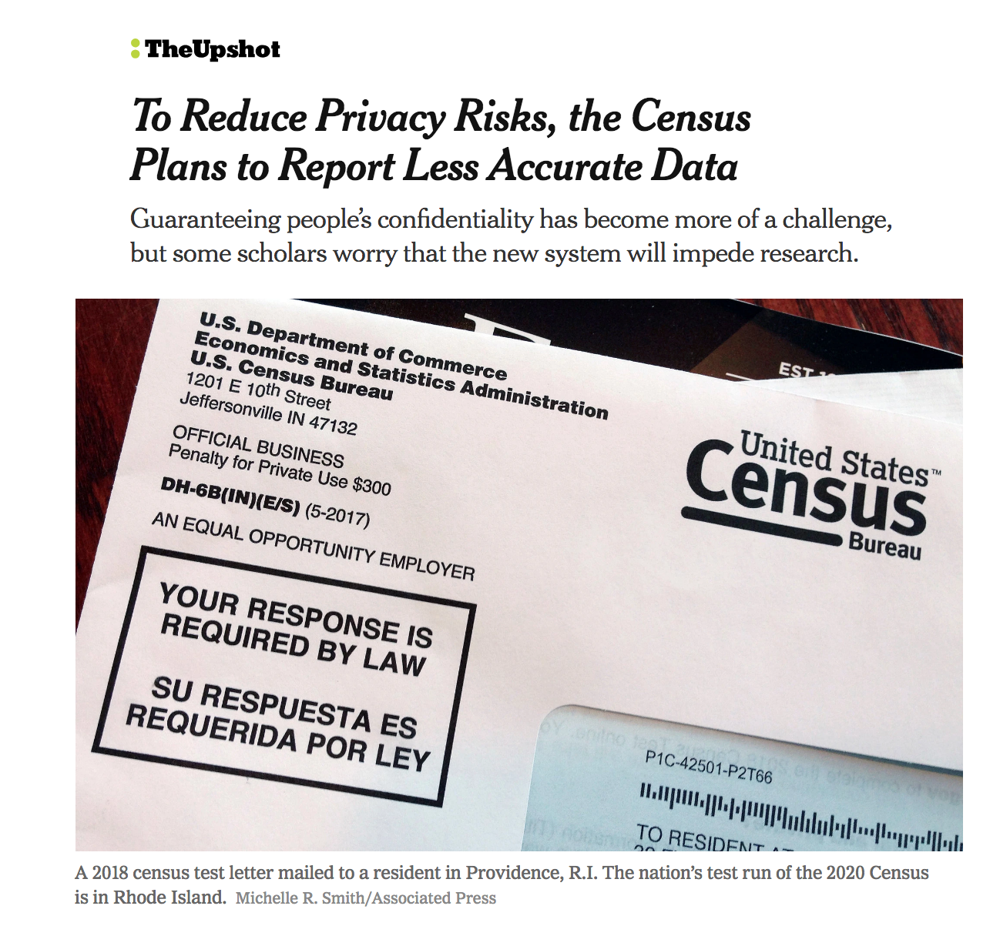 TheUpshot
To Reduce Privacy Risks, the Census
Plans to Report Less Accurate Data
Guaranteeing people's confidentiality has become more of a challenge,
but some scholars worry that the new system will impede research.
U.S. Department of Commerce
Economics and Statistics Administration
U.S. Census Bureau
1201 E 10th Street
Jeffersonville IN 47132
OFFICIAL BUSINESS
Penalty for Private Use $300
DH-6B(IN)(E/S) (5-2017)
AN EQUAL OPPORTUNITY EMPLOYER
YOUR RESPONSE IS
REQUIRED BY LAW
SU RESPUESTA ES
REQUERIDA POR LEY
EST
United States™
Census
Bureau
P1C-42501-P2T66
TO RESIDENT
A 2018 census test letter mailed to a resident in Providence, R.I. The nation's test run of the 2020 Census
is in Rhode Island. Michelle R. Smith/Associated Press